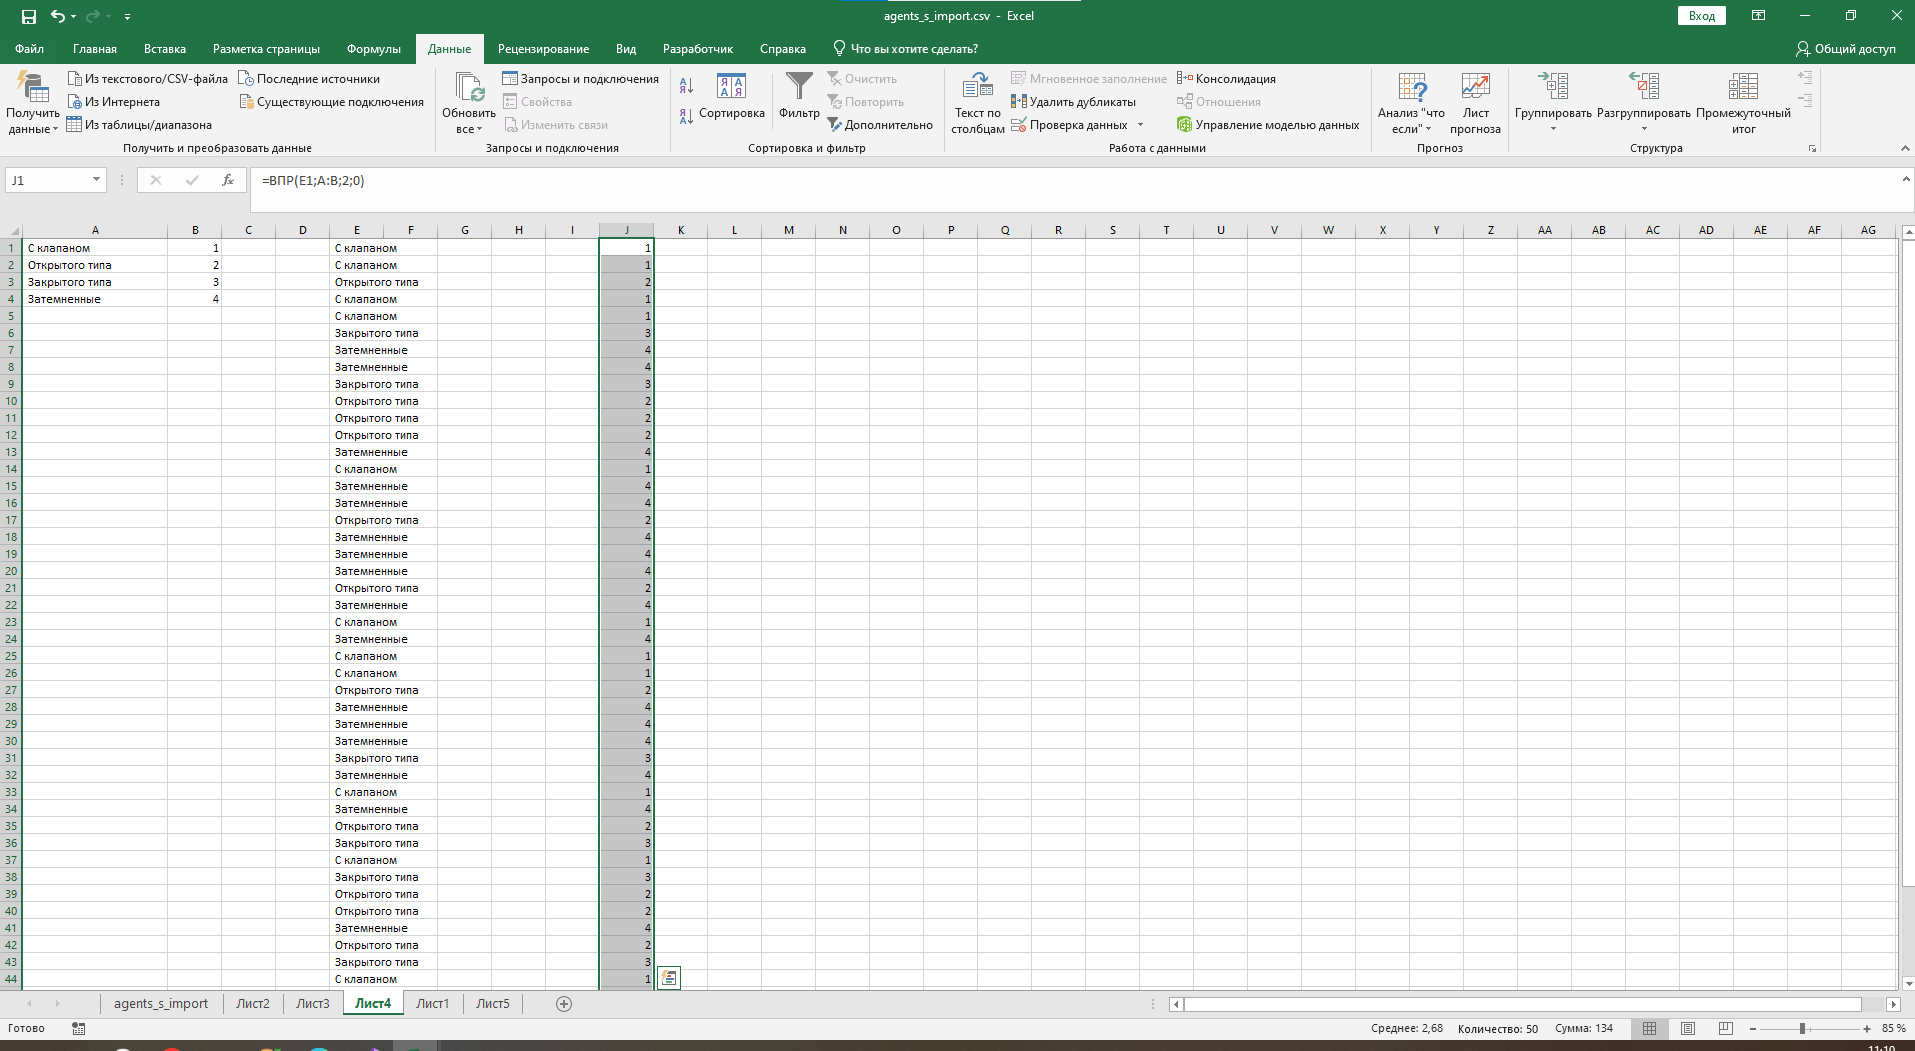 agents_s_import.csv - Excel
Вход
Файл Главная Вставка Разметка страницы Формулы Данные Рецензирование Вид Разработчик Справка Что вы хотите сделать? Общий доступ
Получить данные
Из текстового/CSV-файла
Из Интернета
Из таблицы/диапазона
Последние источники
Существующие подключения
Получить и преобразовать данные
Обновить все
Запросы и подключения
Свойства
Изменить связи
Запросы и подключения
Сортировка
Фильтр
Очистить
Повторить
Дополнительно
Сортировка и фильтр
Текст по столбцам
Мгновенное заполнение
Удалить дубликаты
Проверка данных
Консолидация
Отношения
Управление моделью данных
Работа с данными
Анализ "что если"
Лист прогноза
Прогноз
Группировать
Разгруппировать
Промежуточный итог
Структура
J1 fx =ВПР(E1;A:B;2;0)
A B C D E F G H I J K L M N O P Q R S T U V W X Y Z AA AB AC AD AE AF AG
1 С клапаном 1 С клапаном 1
2 Открытого типа 2 С клапаном 1
3 Закрытого типа 3 Открытого типа 2
4 Затемненные 4 С клапаном 1
5 С клапаном 1
6 Закрытого типа 3
7 Затемненные 4
8 Затемненные 4
9 Закрытого типа 3
10 Открытого типа 2
11 Открытого типа 2
12 Открытого типа 2
13 Затемненные 4
14 С клапаном 1
15 Затемненные 4
16 Затемненные 4
17 Открытого типа 2
18 Затемненные 4
19 Затемненные 4
20 Затемненные 4
21 Открытого типа 2
22 Затемненные 4
23 С клапаном 1
24 Затемненные 4
25 С клапаном 1
26 С клапаном 1
27 Открытого типа 2
28 Затемненные 4
29 Затемненные 4
30 Затемненные 4
31 Закрытого типа 3
32 Затемненные 4
33 С клапаном 1
34 Затемненные 4
35 Открытого типа 2
36 Закрытого типа 3
37 С клапаном 1
38 Закрытого типа 3
39 Открытого типа 2
40 Открытого типа 2
41 Затемненные 4
42 Открытого типа 2
43 Закрытого типа 3
44 С клапаном 1
agents_s_import Лист2 Лист3 Лист4 Лист1 Лист5
Готово Среднее: 2,68 Количество: 50 Сумма: 134 85 %
11:10